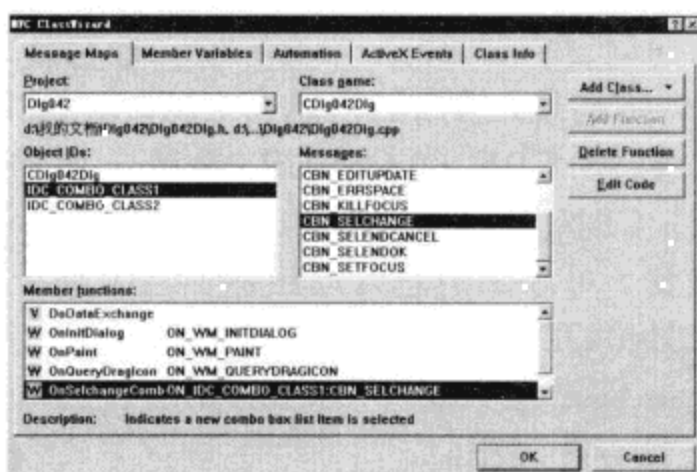 MFC ClassWizard
Message Maps Member Variables Automation ActiveX Events Class Info
Project:
Class name:
Add Class...
Dlg042
CDlg042Dlg
Add Function
d:\我的文档\Dlg042\Dlg042Dlg.h, d:\...\Dlg042\Dlg042Dlg.cpp
Object IDs:
Messages:
Delete Function
CDlg042Dlg
IDC_COMBO_CLASS1
IDC_COMBO_CLASS2
CBN_EDITUPDATE
CBN_ERRSPACE
CBN_KILLFOCUS
CBN_SELCHANGE
CBN_SELENDCANCEL
CBN_SELENDOK
CBN_SETFOCUS
Edit Code
Member functions:
V DoDataExchange
W OnInitDialog ON_WM_INITDIALOG
W OnPaint ON_WM_PAINT
W OnQueryDragIcon ON_WM_QUERYDRAGICON
W OnSelchangeComb ON_IDC_COMBO_CLASS1:CBN_SELCHANGE
Description: Indicates a new combo box list item is selected
OK Cancel